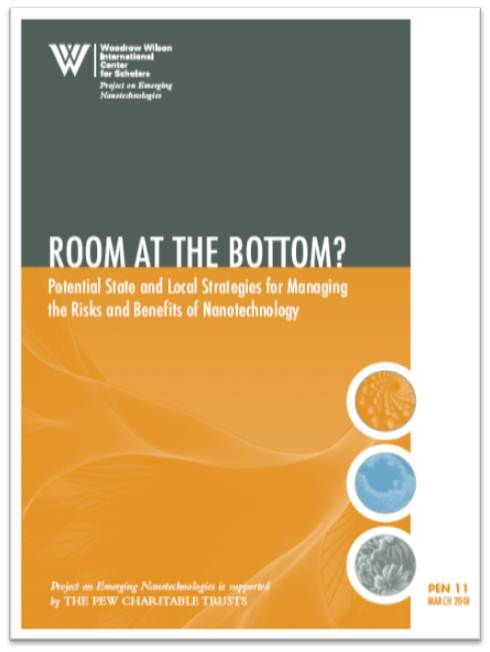 Woodrow Wilson
International
Center
for Scholars
Project on Emerging
Nanotechnologies
ROOM AT THE BOTTOM?
Potential State and Local Strategies for Managing
the Risks and Benefits of Nanotechnology
Project on Emerging Nanotechnologies is supported
by THE PEW CHARITABLE TRUSTS
PEN 11
MARCH 2008